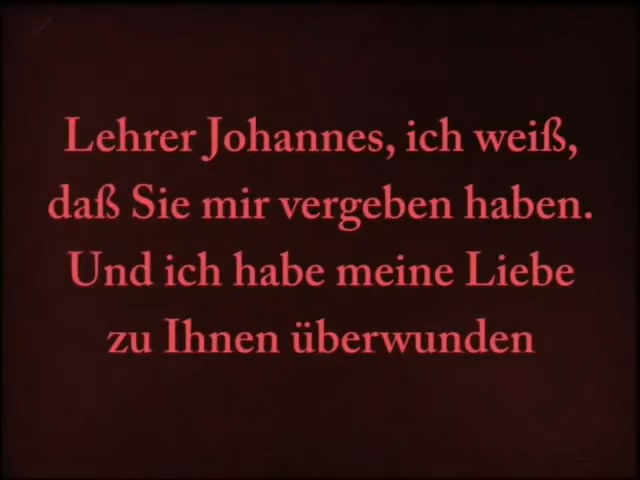 Lehrer Johannes, ich weiß,
daß Sie mir vergeben haben.
Und ich habe meine Liebe
zu Ihnen überwunden